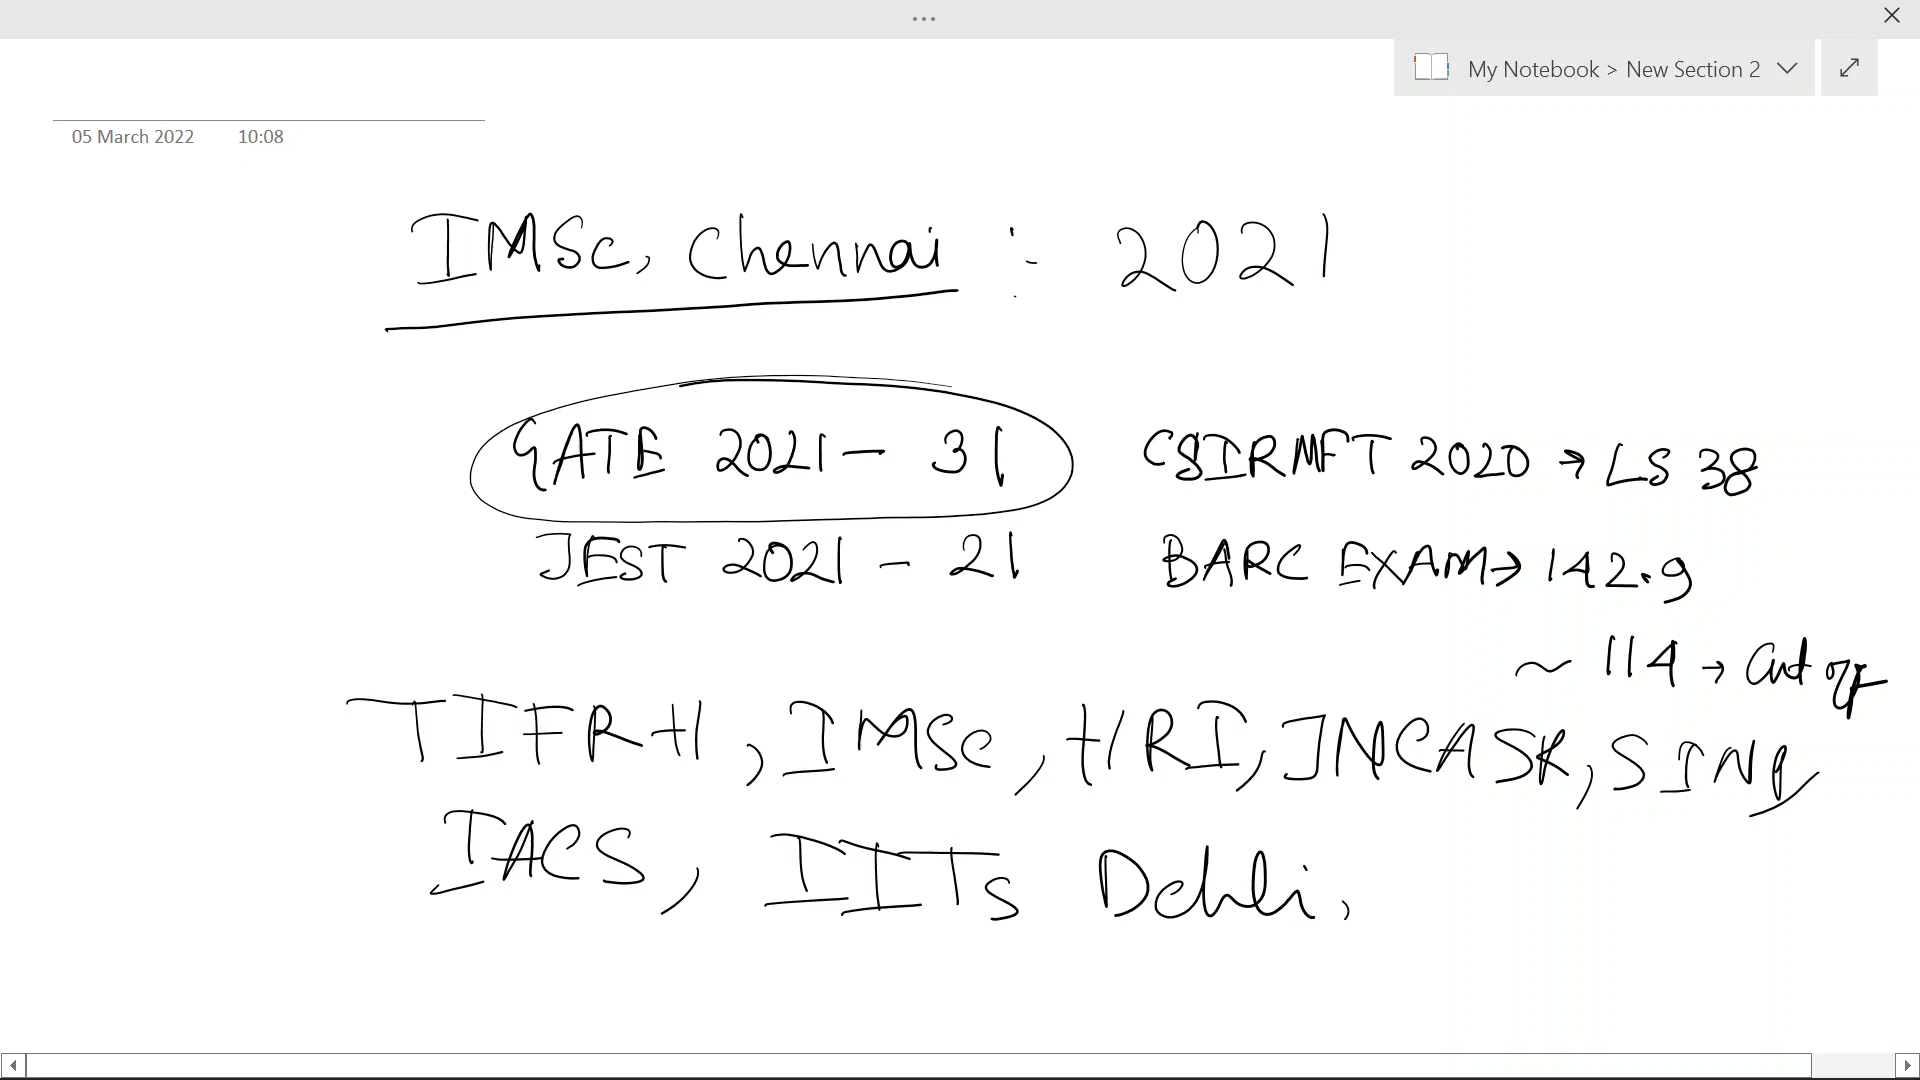 ...
My Notebook > New Section 2
05 March 2022 10:08
IMSc, Chennai : 2021
GATE 2021 - 31 CSIRNET 2020 → LS 38
JEST 2021 - 21 BARC EXAM → 142.9
~ 114 → Cut off
TIFRH, IMSc, HRI, JNCASR, SINP,
IACS, IITs Delhi,